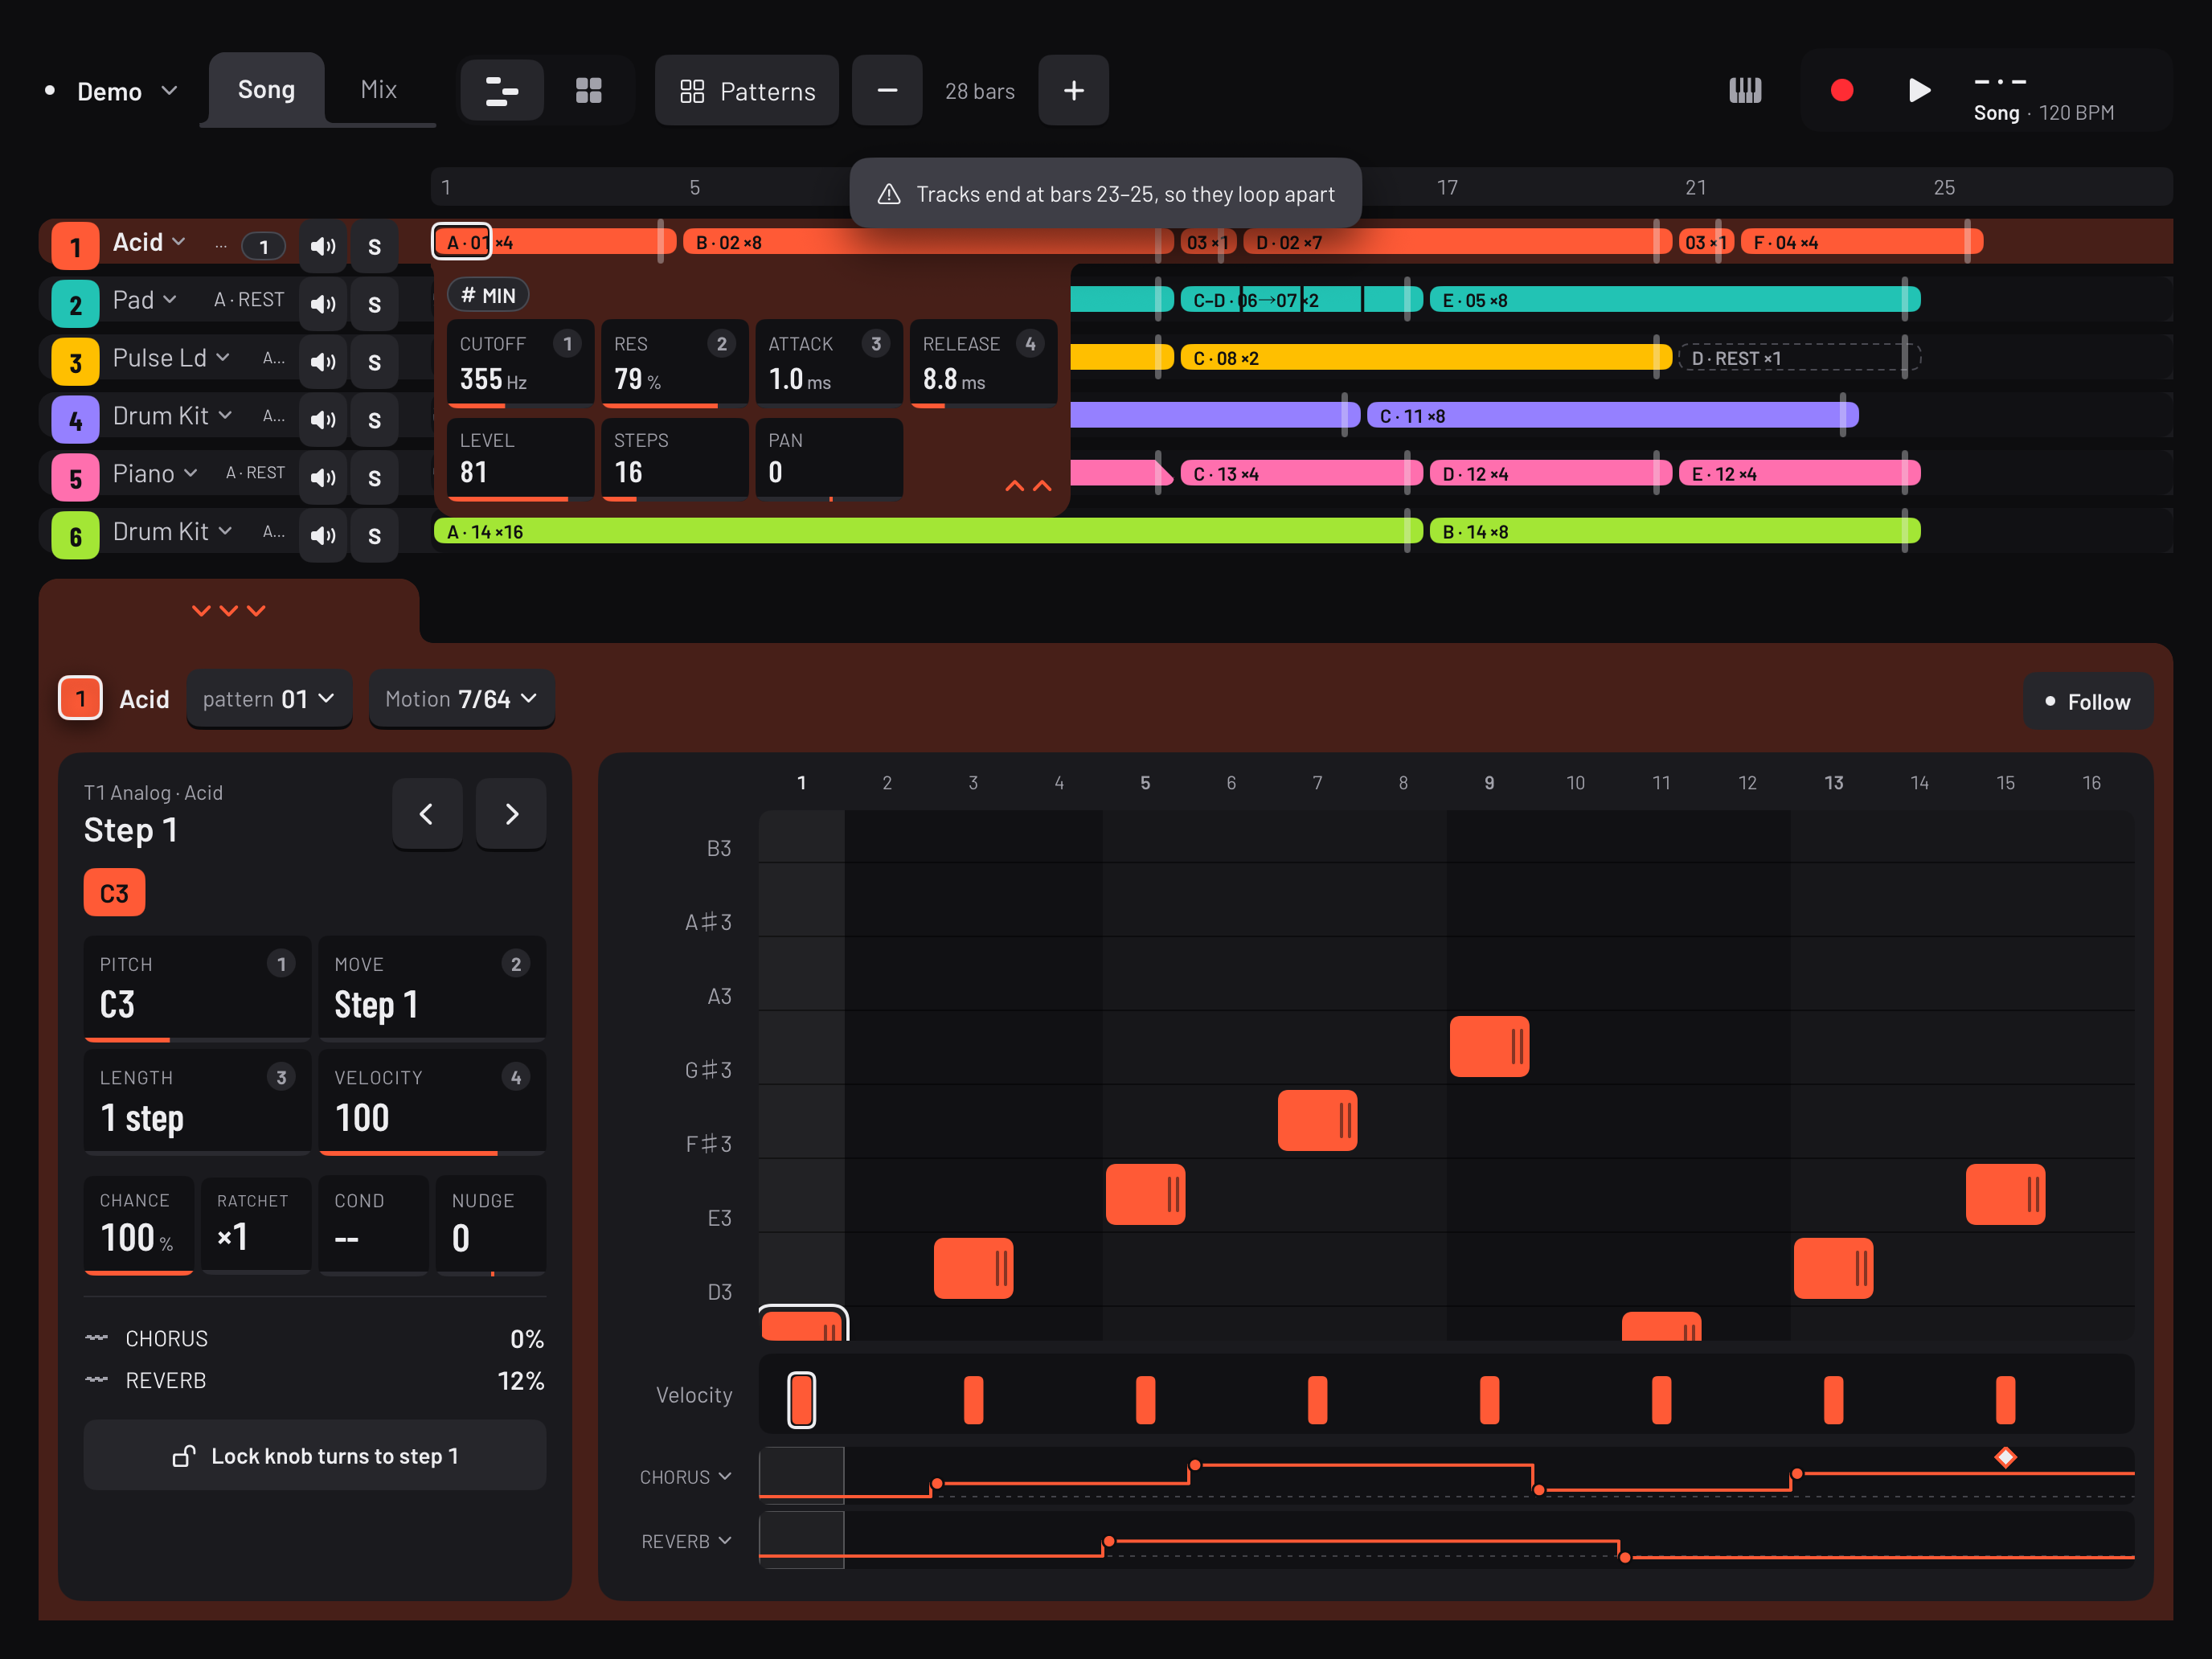 Demo
Song
Mix
Patterns
28 bars
Song · 120 BPM
1 5 17 21 25
Tracks end at bars 23–25, so they loop apart
1 Acid ... 1 S
A · 01 ×4
B · 02 ×8
03 ×1
D · 02 ×7
03 ×1
F · 04 ×4
2 Pad A · REST S
C–D · 06→07 ×2
E · 05 ×8
3 Pulse Ld A... S
C · 08 ×2
D · REST ×1
4 Drum Kit A... S
C · 11 ×8
5 Piano A · REST S
C · 13 ×4
D · 12 ×4
E · 12 ×4
6 Drum Kit A... S
A · 14 ×16
B · 14 ×8
# MIN
CUTOFF 1
355 Hz
RES 2
79 %
ATTACK 3
1.0 ms
RELEASE 4
8.8 ms
LEVEL
81
STEPS
16
PAN
0
1 Acid
pattern 01
Motion 7/64
Follow
T1 Analog · Acid
Step 1
C3
PITCH 1
C3
MOVE 2
Step 1
LENGTH 3
1 step
VELOCITY 4
100
CHANCE
100 %
RATCHET
×1
COND
--
NUDGE
0
CHORUS 0%
REVERB 12%
Lock knob turns to step 1
1 2 3 4 5 6 7 8 9 10 11 12 13 14 15 16
B3
A♯3
A3
G♯3
F♯3
E3
D3
Velocity
CHORUS
REVERB